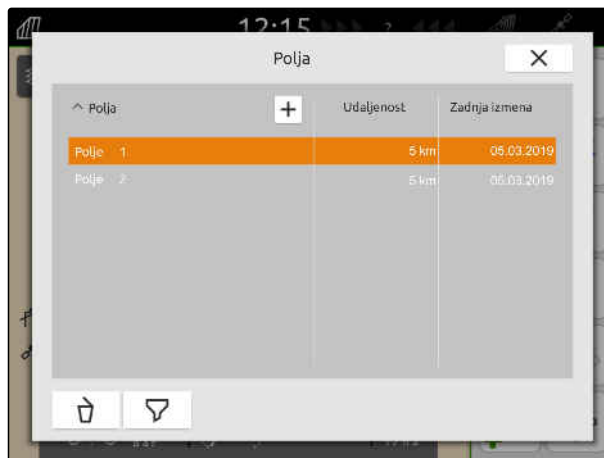 12:15
Polja
^ Polja + Udaljenost Zadnja izmena
Polje 1 5 km 05.03.2019
Polje 2 5 km 05.03.2019